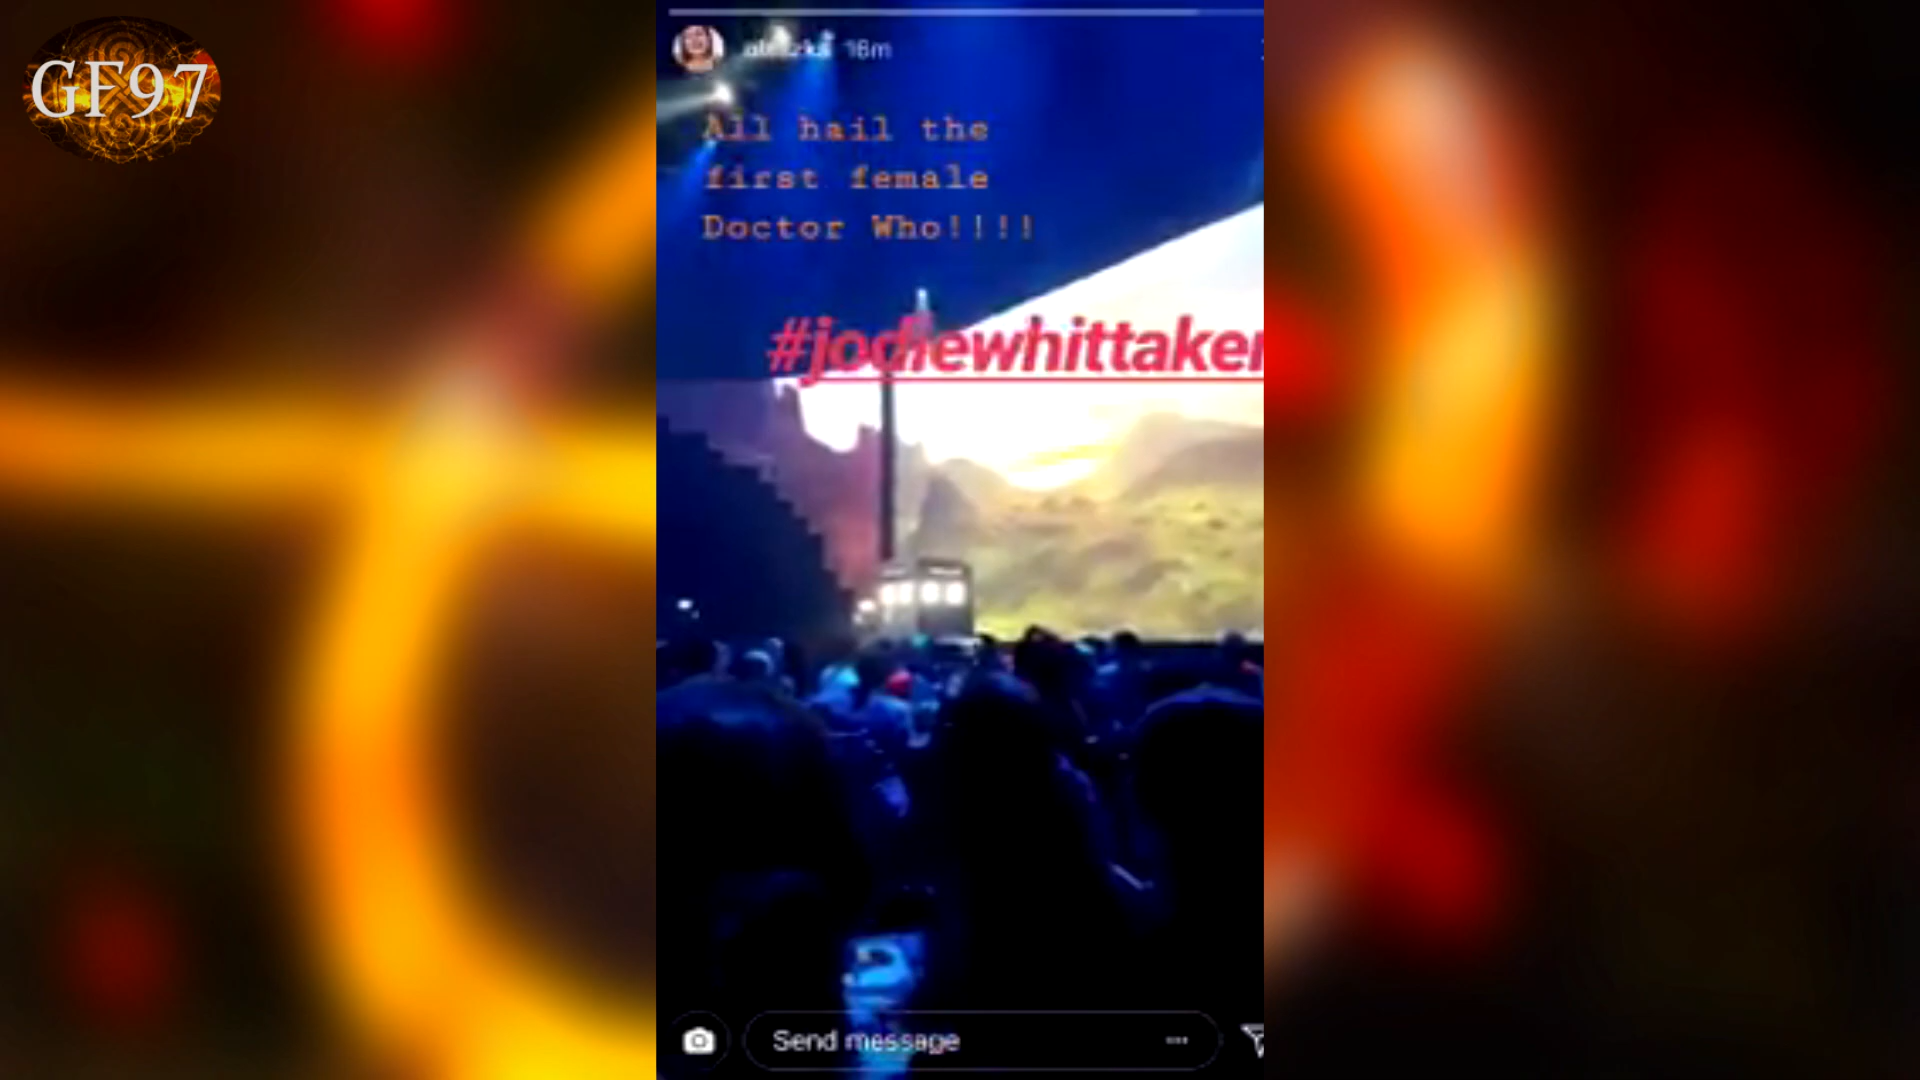 GF97
16m
All hail the
first female
Doctor Who!!!!
#jodiewhittaker
Send message